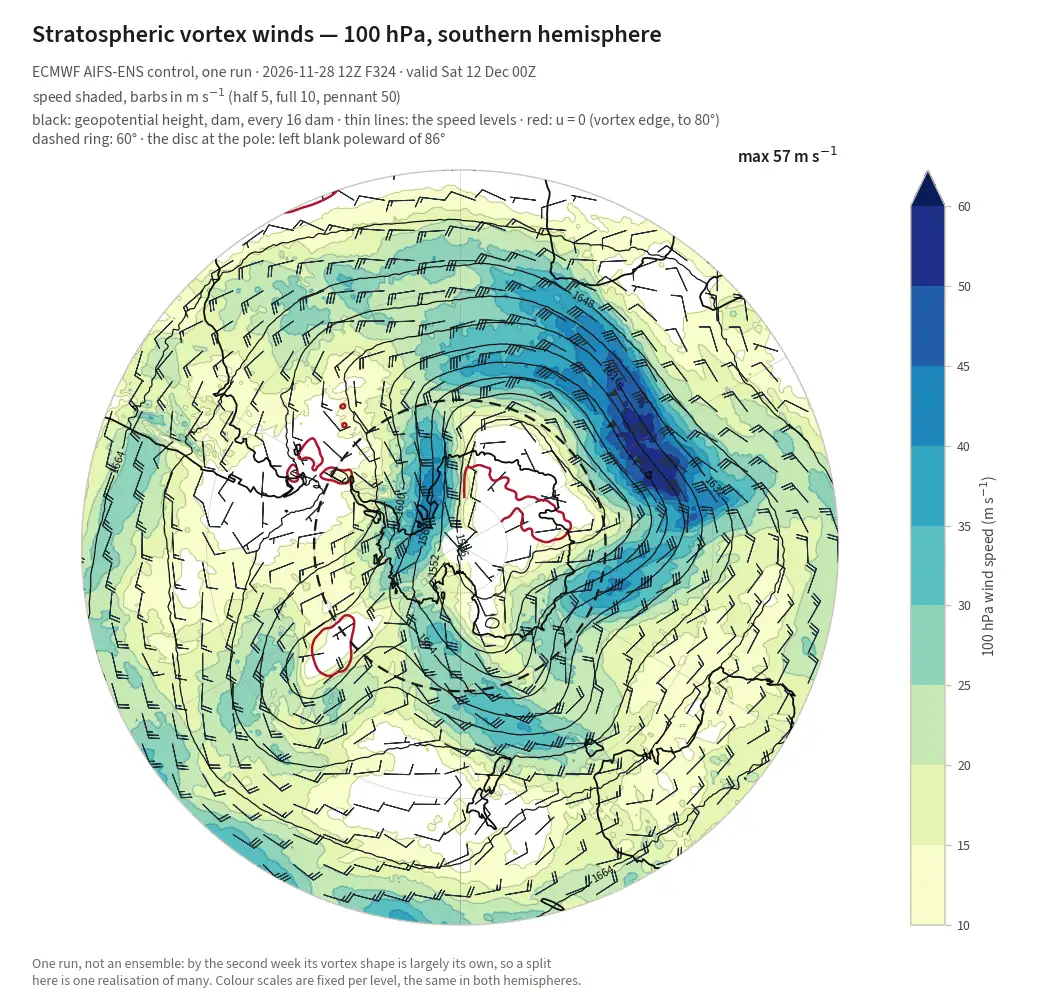 Stratospheric vortex winds — 100 hPa, southern hemisphere
ECMWF AIFS-ENS control, one run · 2026-11-28 12Z F324 · valid Sat 12 Dec 00Z
speed shaded, barbs in m s⁻¹ (half 5, full 10, pennant 50)
black: geopotential height, dam, every 16 dam · thin lines: the speed levels · red: u = 0 (vortex edge, to 80°)
dashed ring: 60° · the disc at the pole: left blank poleward of 86°
max 57 m s⁻¹
60
50
45
40
35
30
25
20
15
10
100 hPa wind speed (m s⁻¹)
1648
1616
1664
1552
1664
One run, not an ensemble: by the second week its vortex shape is largely its own, so a split
here is one realisation of many. Colour scales are fixed per level, the same in both hemispheres.